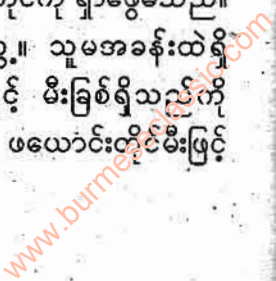 ရှာဖွေမိသည်။
။ သူမအခန်းထဲရှိ
မီးခြစ်ရှိသည်ကို
ဖယောင်းတိုင်မီးဖြင့်
www.burmeseclassic.com